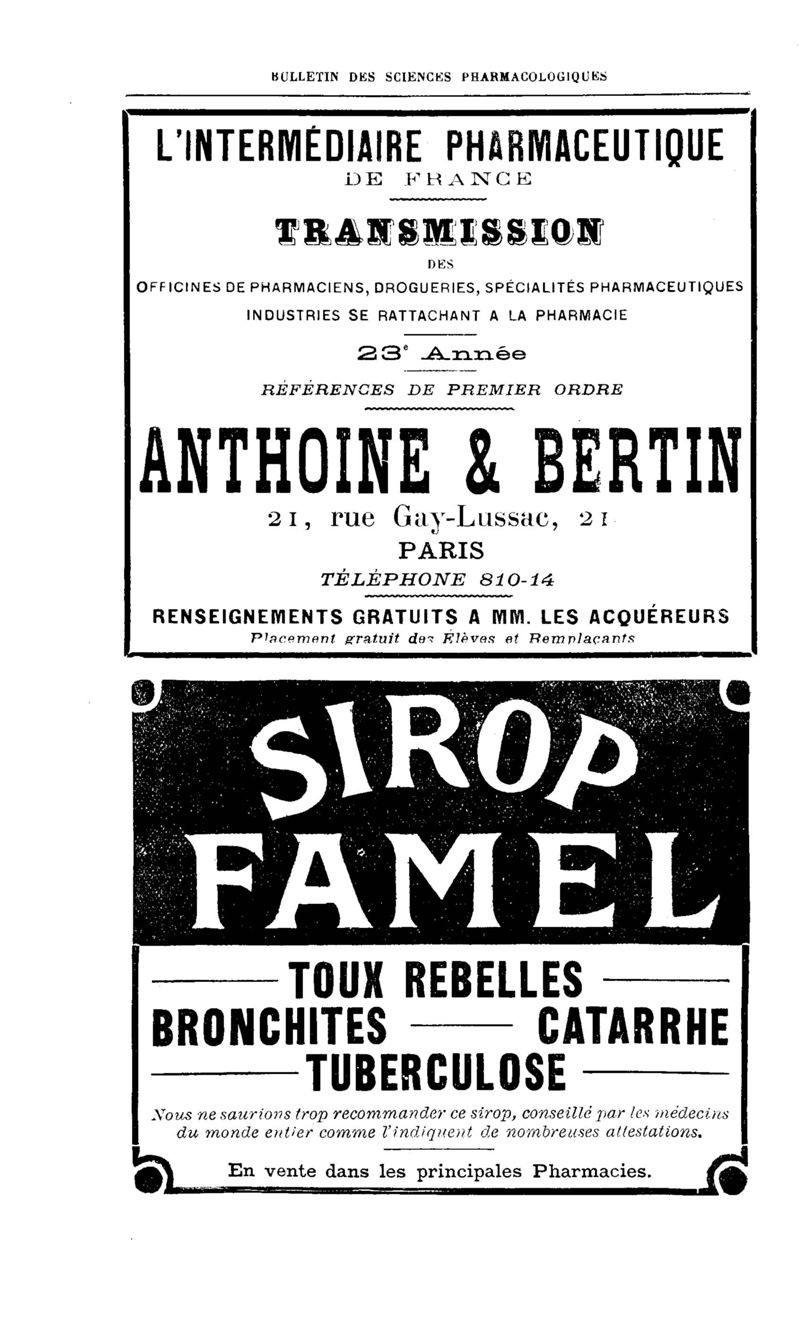 BULLETIN DES SCIENCES PHARMACOLOGIQUES
L'INTERMÉDIAIRE PHARMACEUTIQUE
DE FRANCE
TRANSMISSION
DES
OFFICINES DE PHARMACIENS, DROGUERIES, SPÉCIALITÉS PHARMACEUTIQUES
INDUSTRIES SE RATTACHANT A LA PHARMACIE
23e Année
RÉFÉRENCES DE PREMIER ORDRE
ANTHOINE & BERTIN
21, rue Gay-Lussac, 21
PARIS
TÉLÉPHONE 810-14
RENSEIGNEMENTS GRATUITS A MM. LES ACQUÉREURS
Placement gratuit des Élèves et Remplaçants
SIROP
FAMEL
TOUX REBELLES
BRONCHITES — CATARRHE
TUBERCULOSE
Nous ne saurions trop recommander ce sirop, conseillé par les médecins
du monde entier comme l'indiquent de nombreuses attestations.
En vente dans les principales Pharmacies.